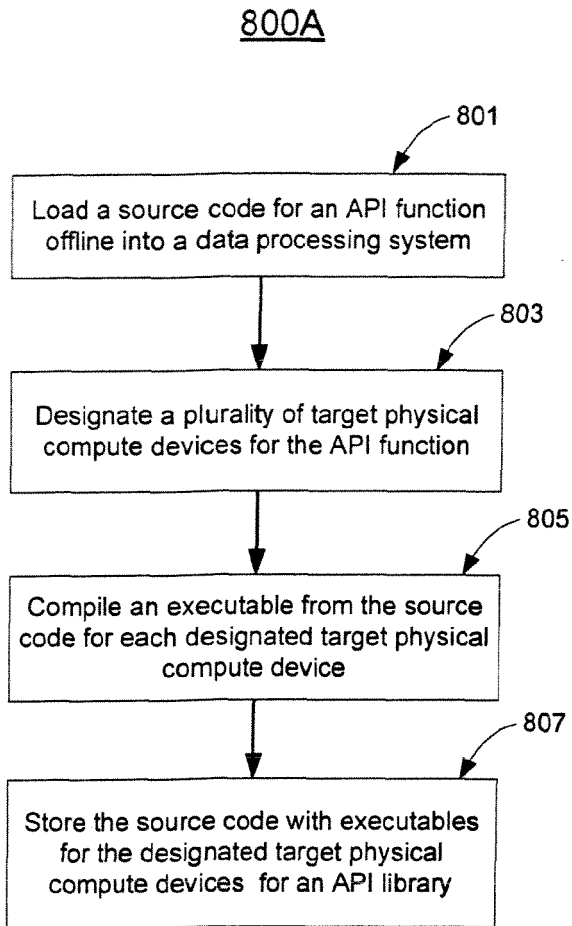 800A
801
Load a source code for an API function
offline into a data processing system
803
Designate a plurality of target physical
compute devices for the API function
805
Compile an executable from the source
code for each designated target physical
compute device
807
Store the source code with executables
for the designated target physical
compute devices for an API library